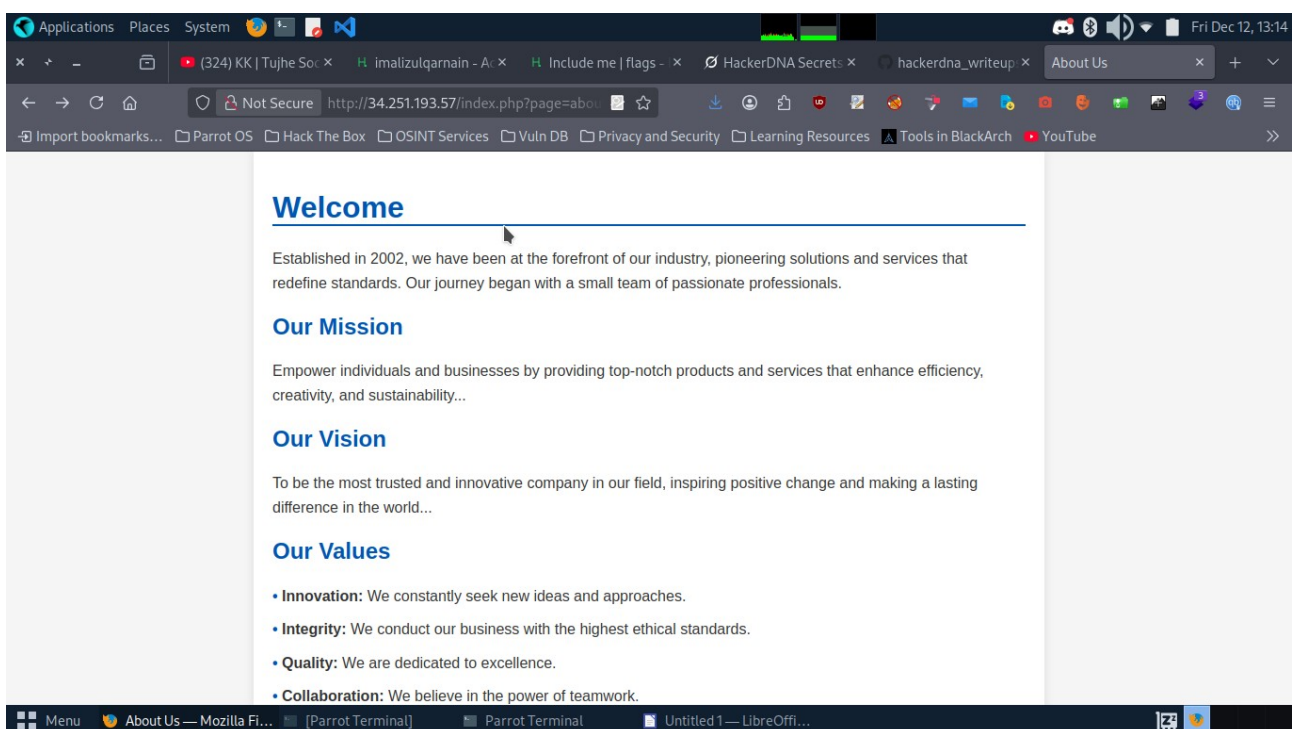 Applications Places System Fri Dec 12, 13:14
(324) KK | Tujhe Soc imalizulqarnain - Ac Include me | flags - HackerDNA Secrets hackerdna_writeup About Us
Not Secure http://34.251.193.57/index.php?page=abou
Import bookmarks... Parrot OS Hack The Box OSINT Services Vuln DB Privacy and Security Learning Resources Tools in BlackArch YouTube
Welcome
Established in 2002, we have been at the forefront of our industry, pioneering solutions and services that
redefine standards. Our journey began with a small team of passionate professionals.
Our Mission
Empower individuals and businesses by providing top-notch products and services that enhance efficiency,
creativity, and sustainability...
Our Vision
To be the most trusted and innovative company in our field, inspiring positive change and making a lasting
difference in the world...
Our Values
• Innovation: We constantly seek new ideas and approaches.
• Integrity: We conduct our business with the highest ethical standards.
• Quality: We are dedicated to excellence.
• Collaboration: We believe in the power of teamwork.
Menu About Us — Mozilla Fi... [Parrot Terminal] Parrot Terminal Untitled 1 — LibreOffi...